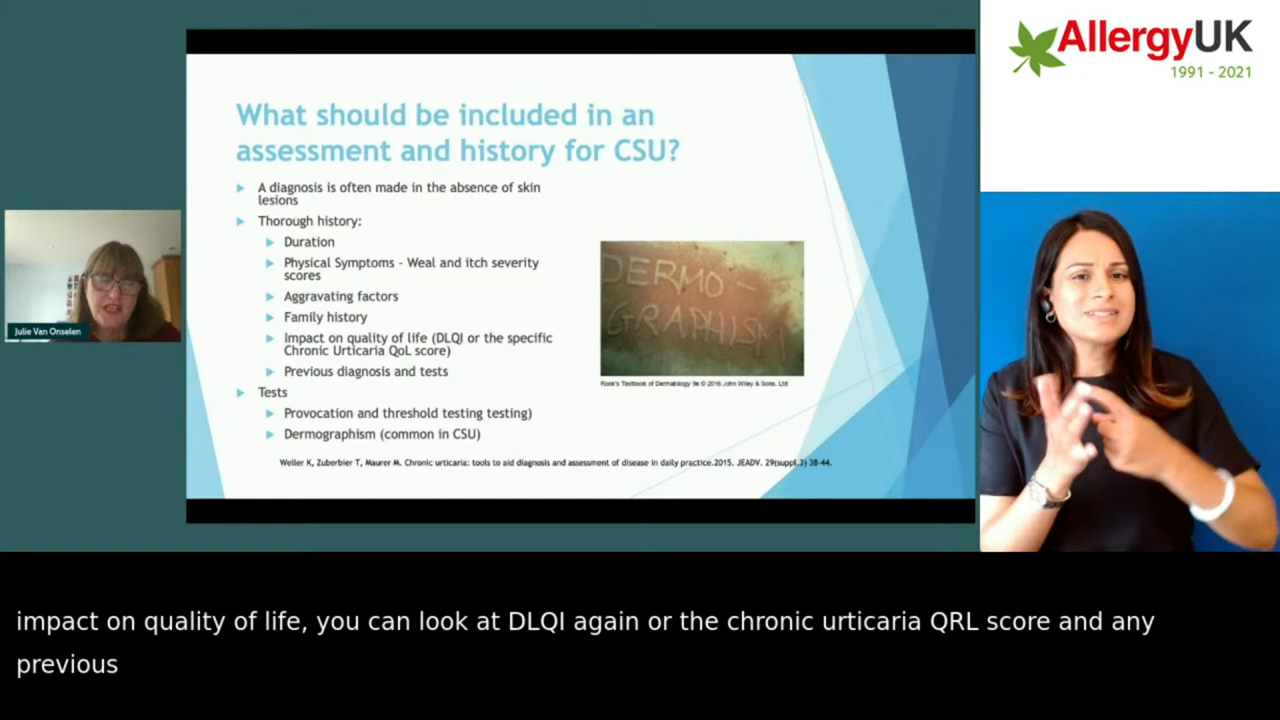 AllergyUK
1991 - 2021
What should be included in an
assessment and history for CSU?
A diagnosis is often made in the absence of skin
lesions
Thorough history:
Duration
Physical Symptoms - Weal and itch severity
scores
Aggravating factors
Family history
Impact on quality of life (DLQI or the specific
Chronic Urticaria QoL score)
Previous diagnosis and tests
Tests
Provocation and threshold testing testing)
Dermographism (common in CSU)
DERMO -
GRAPHISM
Rook's Textbook of Dermatology 9e © 2016 John Wiley & Sons. Ltd
Weller K, Zuberbier T, Maurer M. Chronic urticaria: tools to aid diagnosis and assessment of disease in daily practice.2015. JEADV. 29(suppl.3) 38-44.
Julie Van Onselen
impact on quality of life, you can look at DLQI again or the chronic urticaria QRL score and any
previous